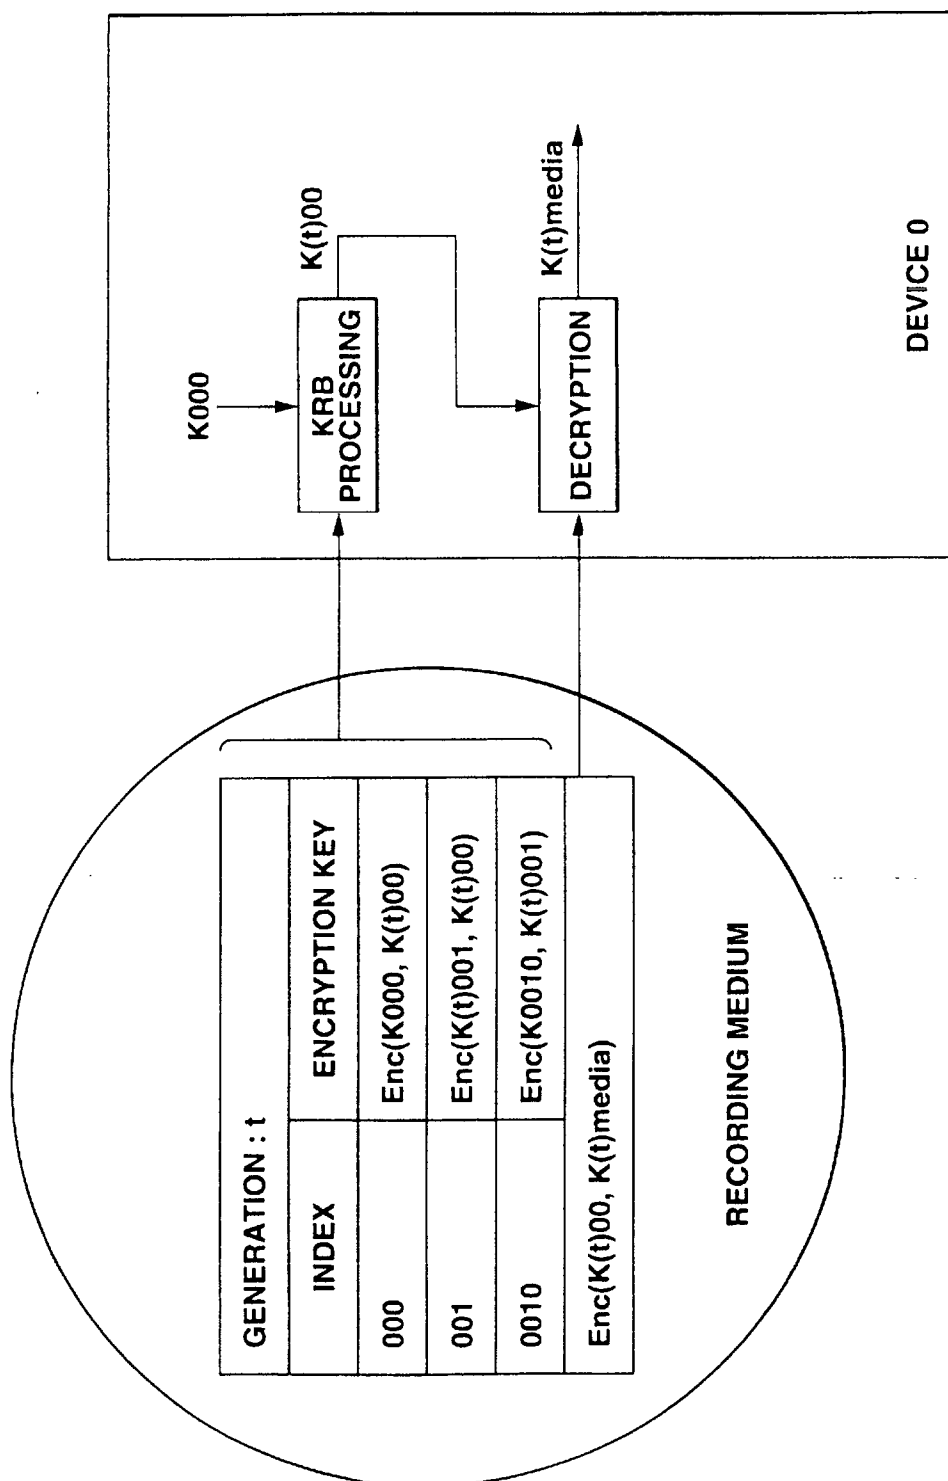 GENERATION : t
INDEX ENCRYPTION KEY
000 Enc(K000, K(t)00)
001 Enc(K(t)001, K(t)00)
0010 Enc(K0010, K(t)001)
Enc(K(t)00, K(t)media)
RECORDING MEDIUM
K000
KRB
PROCESSING
K(t)00
DECRYPTION
K(t)media
DEVICE 0